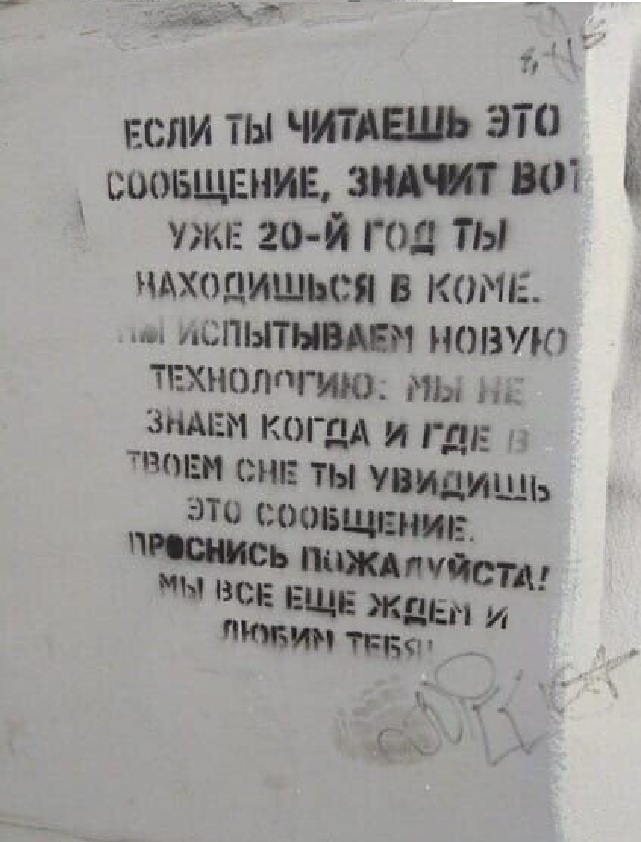 ЕСЛИ ТЫ ЧИТАЕШЬ ЭТО
СООБЩЕНИЕ, ЗНАЧИТ ВОТ
УЖЕ 20-Й ГОД ТЫ
НАХОДИШЬСЯ В КОМЕ.
МЫ ИСПЫТЫВАЕМ НОВУЮ
ТЕХНОЛОГИЮ: МЫ НЕ
ЗНАЕМ КОГДА И ГДЕ В
ТВОЕМ СНЕ ТЫ УВИДИШЬ
ЭТО СООБЩЕНИЕ.
ПРОСНИСЬ ПОЖАЛУЙСТА!
МЫ ВСЕ ЕЩЕ ЖДЕМ И
ЛЮБИМ ТЕБЯ!